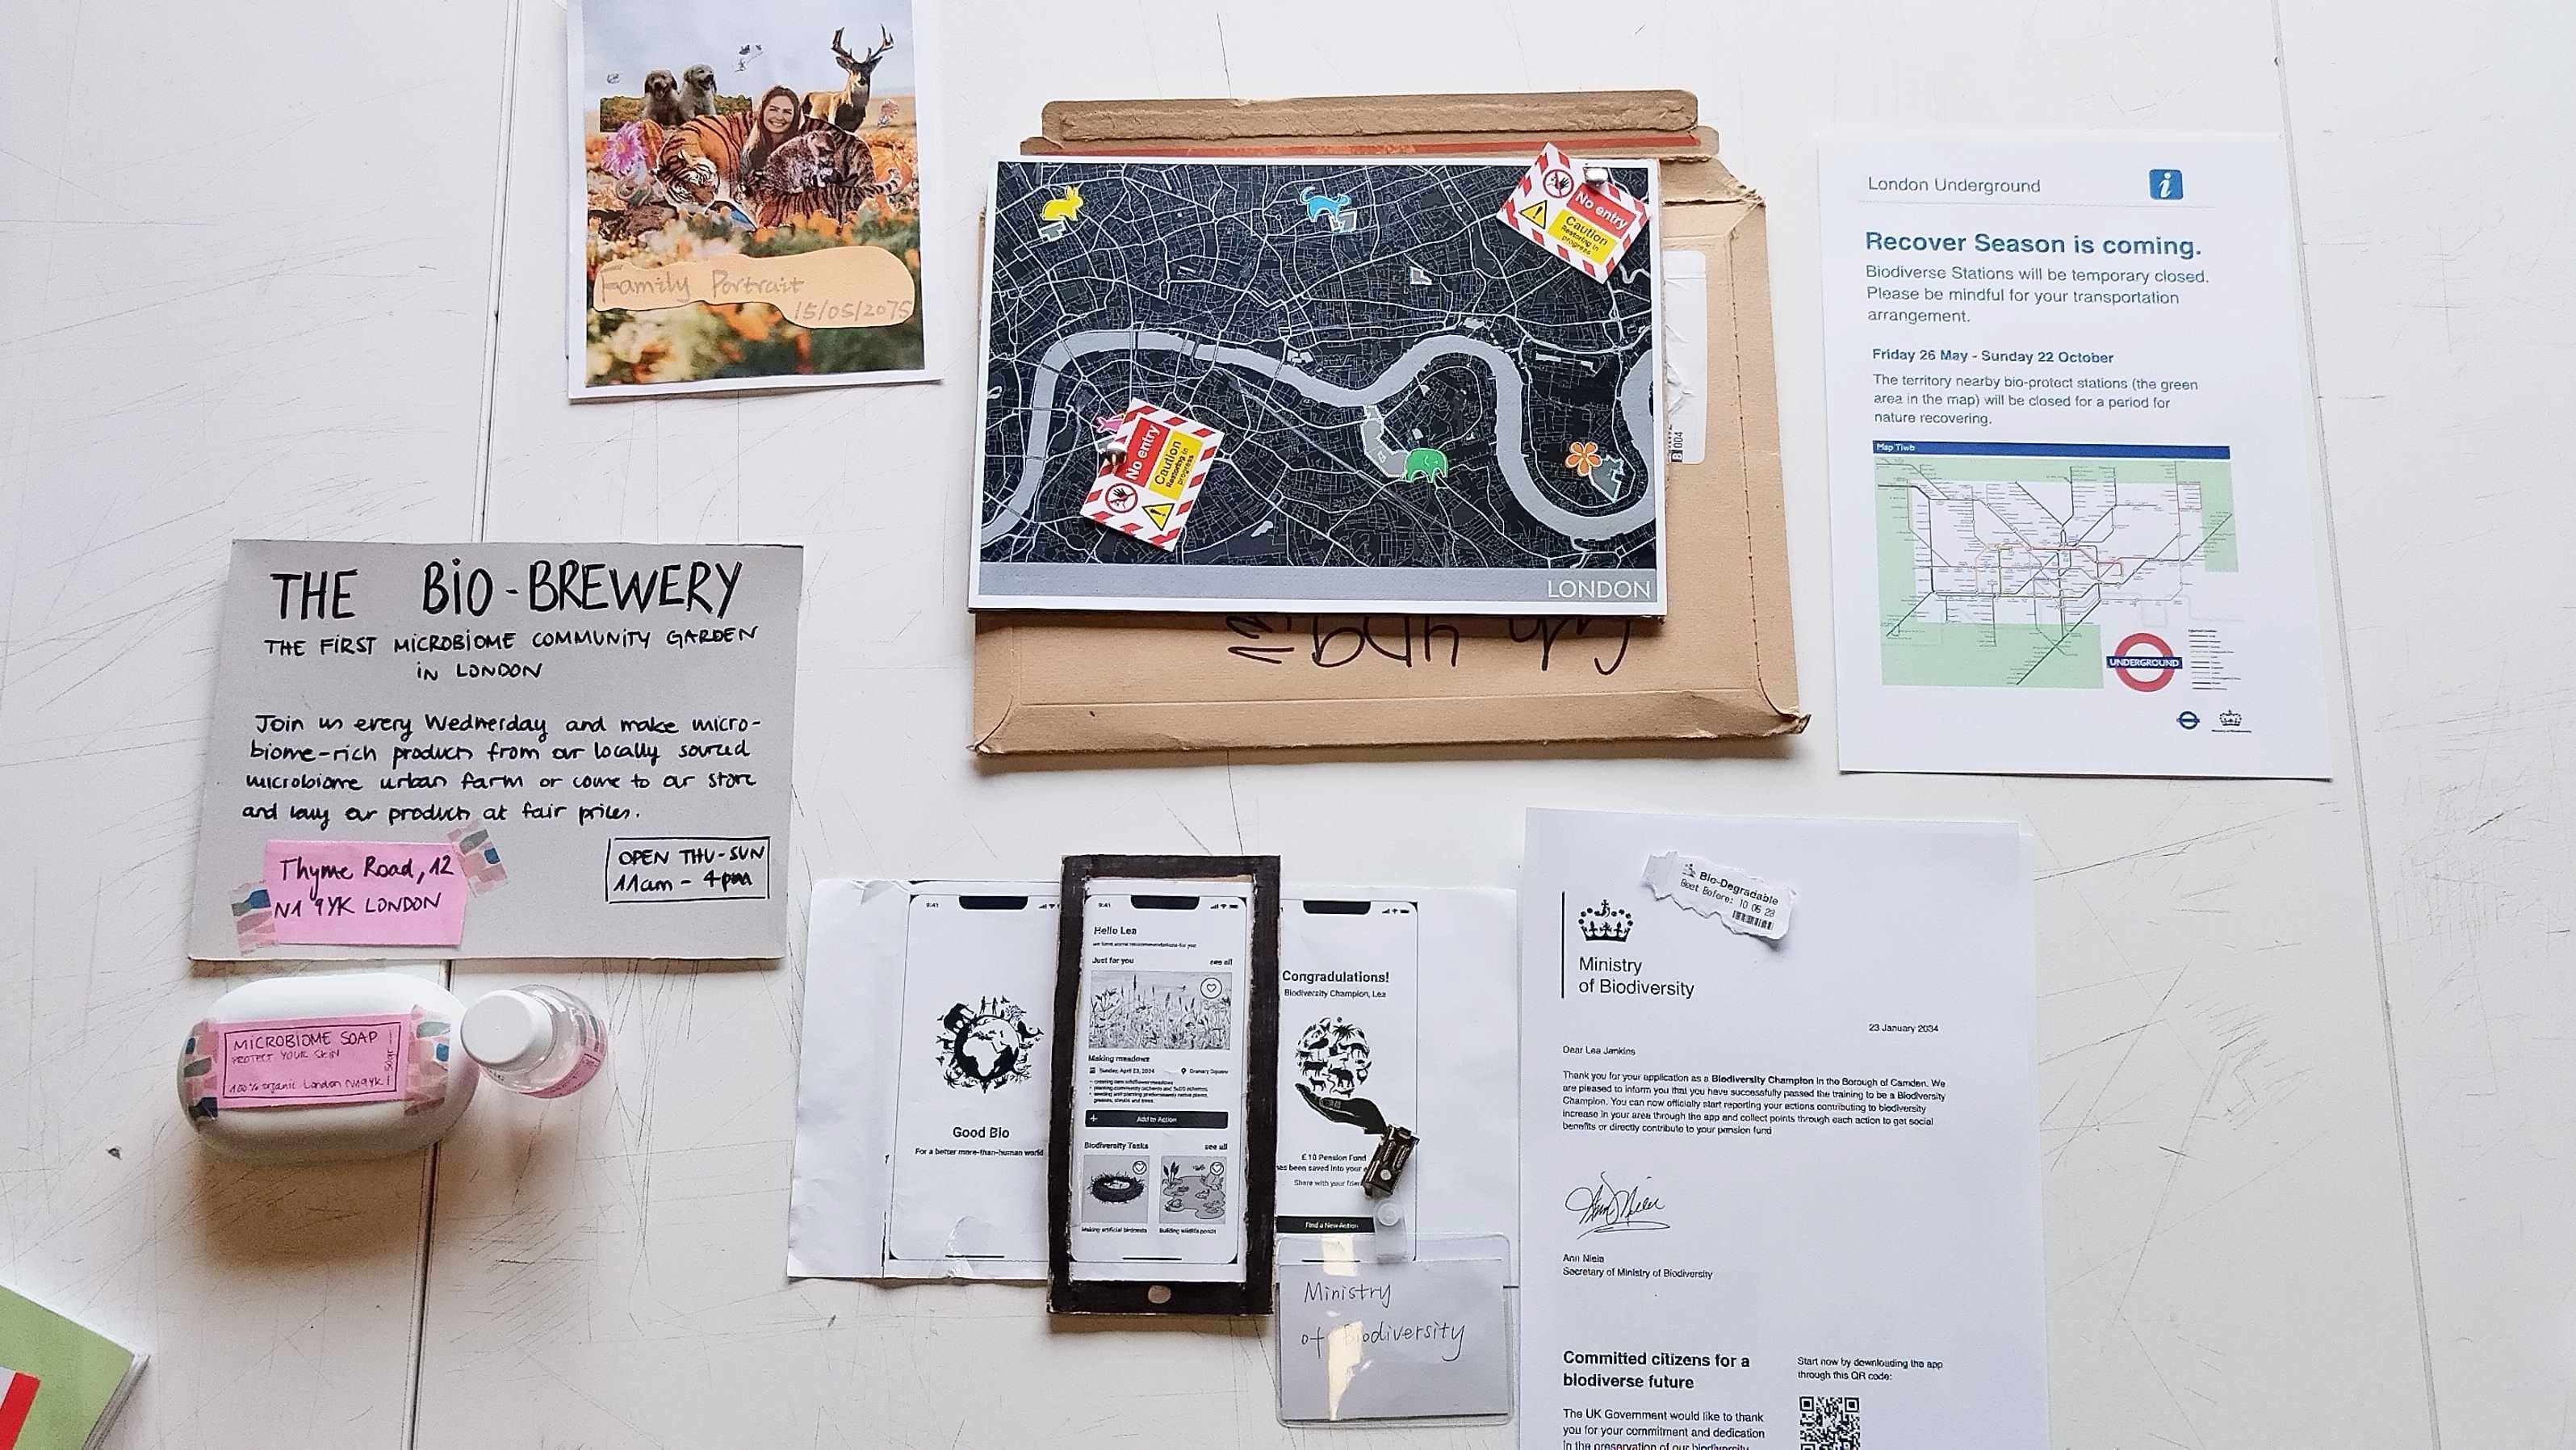 Family Portrait
15/05/2075
No entry
Caution
Restoring in
progress
No entry
Caution
Restoring in
progress
LONDON
B 004
London Underground
i
Recover Season is coming.
Biodiverse Stations will be temporary closed.
Please be mindful for your transportation
arrangement.
Friday 26 May - Sunday 22 October
The territory nearby bio-protect stations (the green
area in the map) will be closed for a period for
nature recovering.
UNDERGROUND
THE BIO-BREWERY
THE FIRST MICROBIOME COMMUNITY GARDEN
IN LONDON
Join us every Wednesday and make micro-
biome-rich products from our locally sourced
microbiome urban farm or come to our store
and buy our products at fair prices.
Thyme Road, 12
N1 9YK LONDON
OPEN THU-SUN
11am - 4pm
MICROBIOME SOAP
PROTECT YOUR SKIN
100% organic London N19YK
50gr
9:41
Good Bio
For a better more-than-human world
9:41
Hello Lea
Just for you see all
Making meadows
Sunday, April 23, 2034 Granary Square
+ Add to Action
Biodiversity Tasks see all
Making artificial birdnests Building wildlife ponds
Congradulations!
Biodiversity Champion, Lea
£10 Pension Fund
been saved into your
Share with your
Find a New Action
Ministry
of Biodiversity
Bio-Degradable
Best Before: 10 05 23
Ministry
of Biodiversity
23 January 2034
Dear Lea Jenkins
Thank you for your application as a Biodiversity Champion in the Borough of Camden. We
are pleased to inform you that you have successfully passed the training to be a Biodiversity
Champion. You can now officially start reporting your actions contributing to biodiversity
increase in your area through the app and collect points through each action to get social
benefits or directly contribute to your pension fund
Ann Niela
Secretary of Ministry of Biodiversity
Committed citizens for a
biodiverse future
The UK Government would like to thank
you for your commitment and dedication
in the preservation of our biodiversity
Start now by downloading the app
through this QR code: